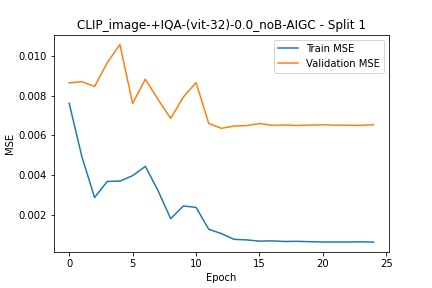 CLIP_image-+IQA-(vit-32)-0.0_noB-AIGC - Split 1
Train MSE
Validation MSE
0.010
0.008
0.006
0.004
0.002
MSE
0 5 10 15 20 25
Epoch